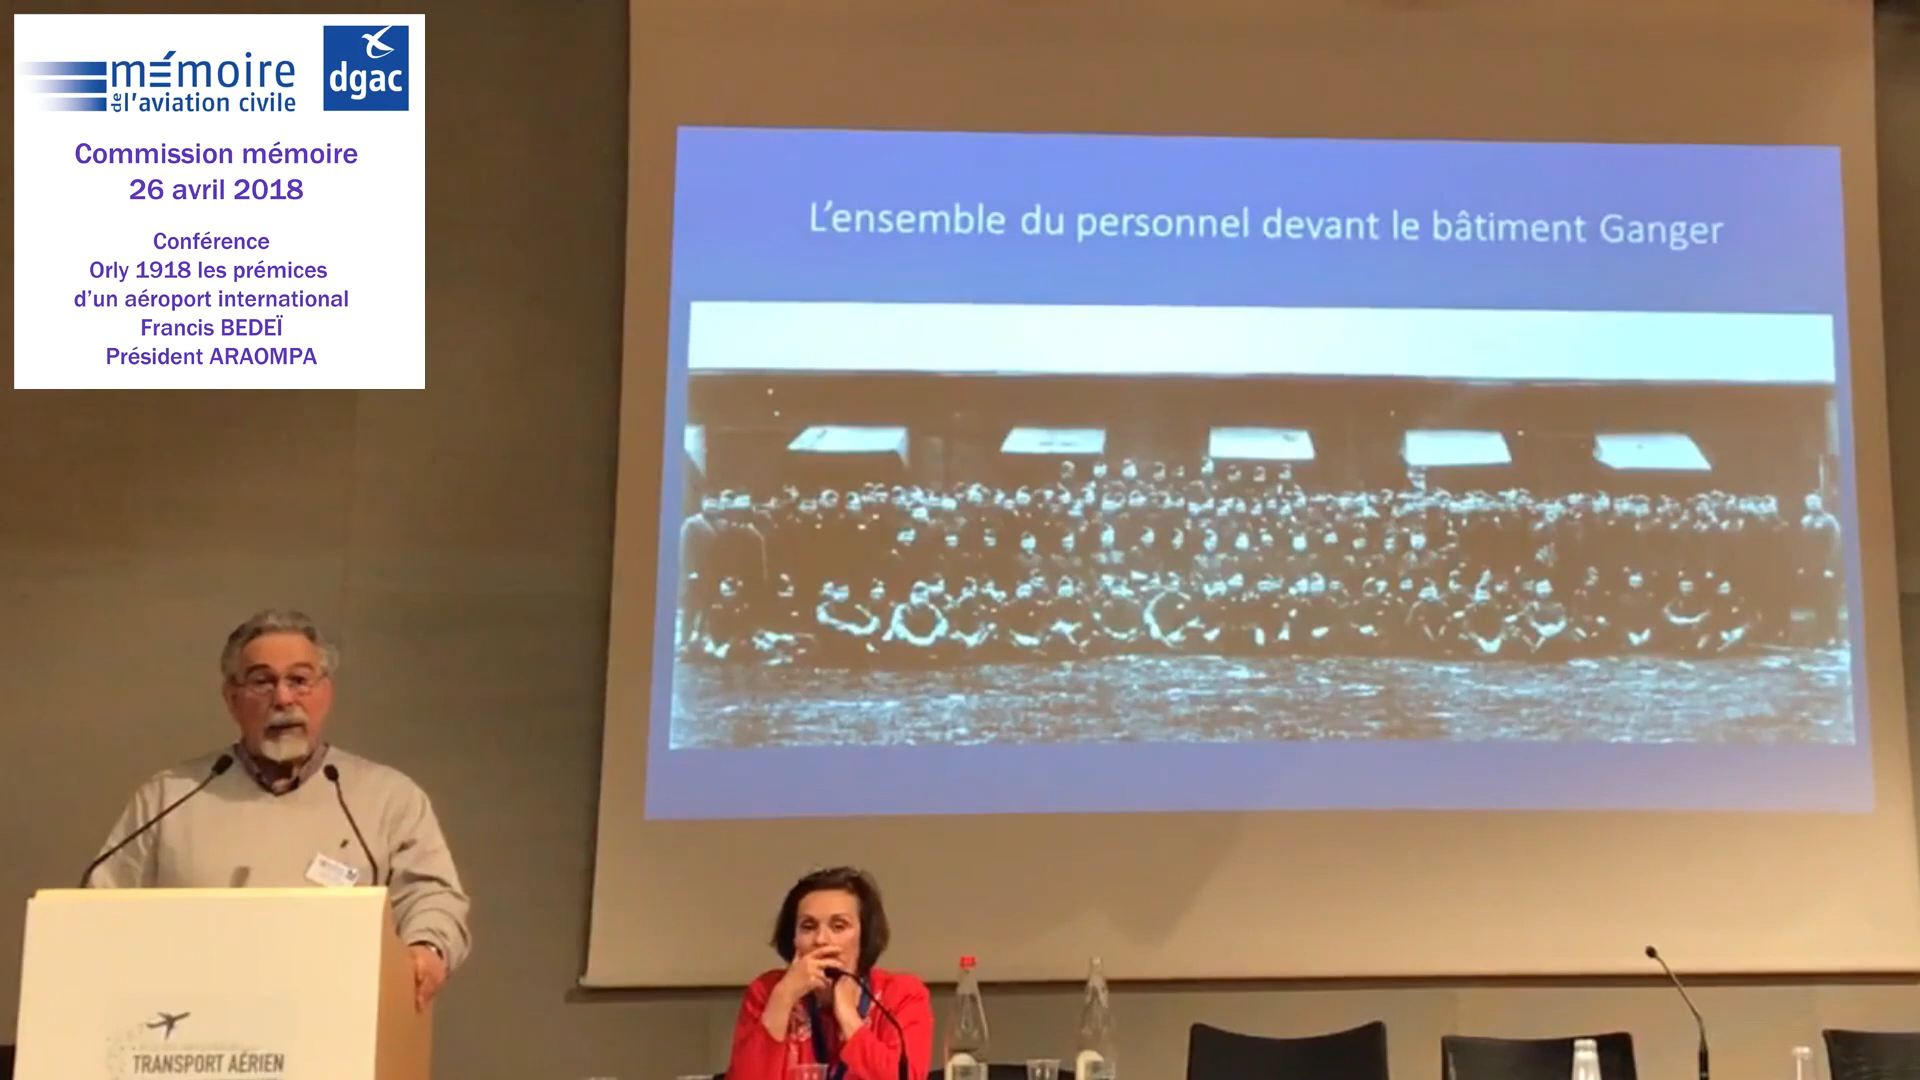 mémoire
de l'aviation civile
dgac
Commission mémoire
26 avril 2018
Conférence
Orly 1918 les prémices
d'un aéroport international
Francis BEDEÏ
Président ARAOMPA
L'ensemble du personnel devant le bâtiment Ganger
TRANSPORT AÉRIEN